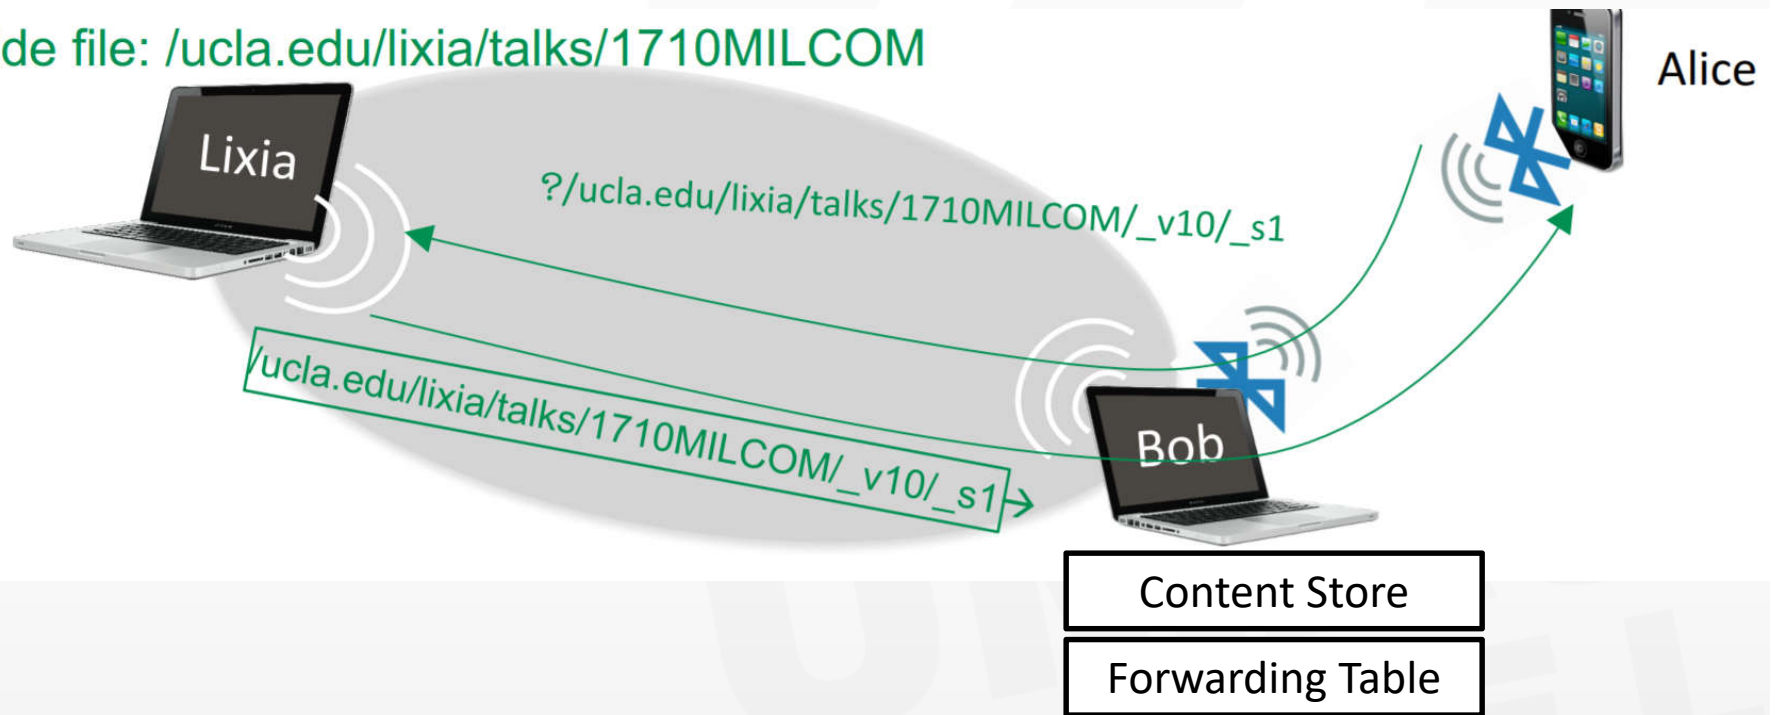 de file: /ucla.edu/lixia/talks/1710MILCOM
Alice
Lixia
?/ucla.edu/lixia/talks/1710MILCOM/_v10/_s1
/ucla.edu/lixia/talks/1710MILCOM/_v10/_s1→
Bob
Content Store
Forwarding Table